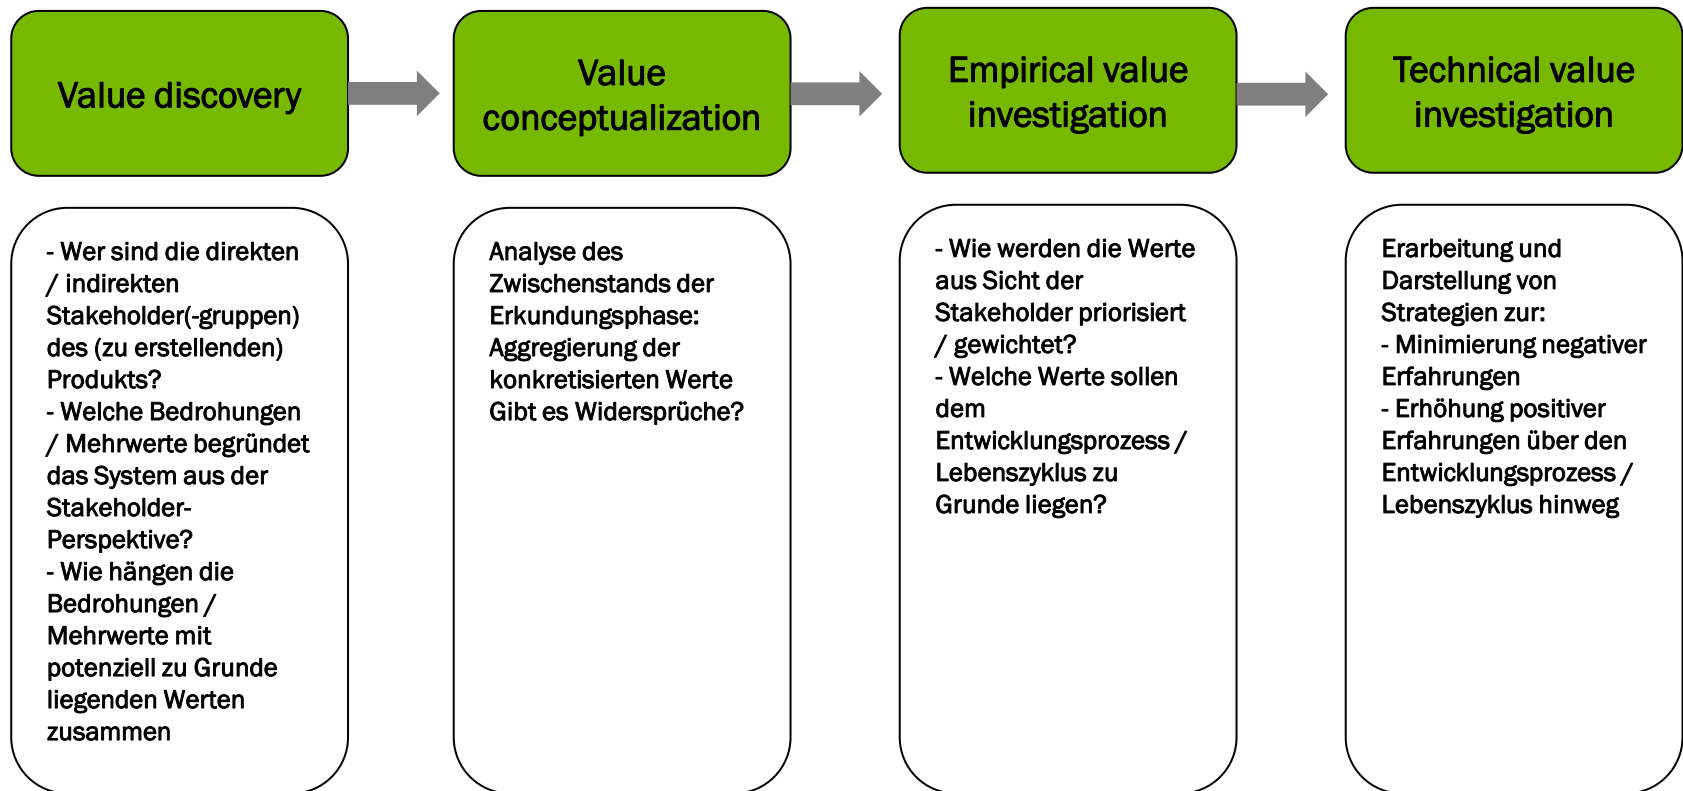 Value discovery
Value
conceptualization
Empirical value
investigation
Technical value
investigation
- Wer sind die direkten
/ indirekten
Stakeholder(-gruppen)
des (zu erstellenden)
Produkts?
- Welche Bedrohungen
/ Mehrwerte begründet
das System aus der
Stakeholder-
Perspektive?
- Wie hängen die
Bedrohungen /
Mehrwerte mit
potenziell zu Grunde
liegenden Werten
zusammen
Analyse des
Zwischenstands der
Erkundungsphase:
Aggregierung der
konkretisierten Werte
Gibt es Widersprüche?
- Wie werden die Werte
aus Sicht der
Stakeholder priorisiert
/ gewichtet?
- Welche Werte sollen
dem
Entwicklungsprozess /
Lebenszyklus zu
Grunde liegen?
Erarbeitung und
Darstellung von
Strategien zur:
- Minimierung negativer
Erfahrungen
- Erhöhung positiver
Erfahrungen über den
Entwicklungsprozess /
Lebenszyklus hinweg